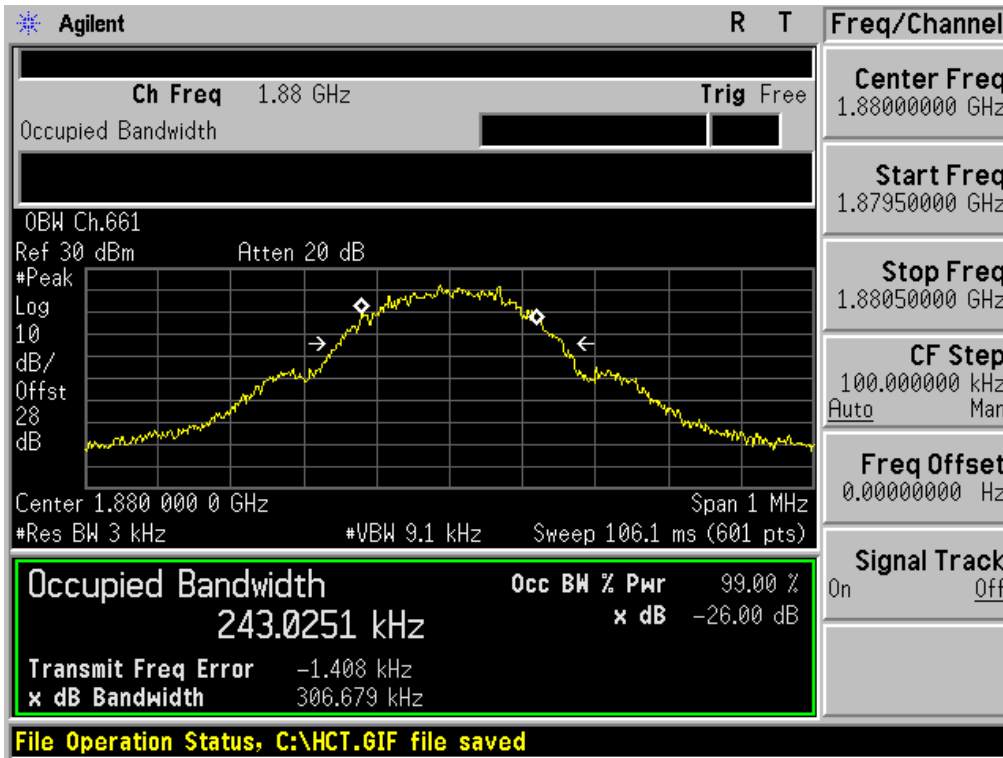 Agilent R T
Freq/Channel
Ch Freq 1.88 GHz Trig Free
Occupied Bandwidth
Center Freq
1.88000000 GHz
Start Freq
1.87950000 GHz
Stop Freq
1.88050000 GHz
CF Step
100.000000 kHz
Auto Man
Freq Offset
0.00000000 Hz
Signal Track
On Off
OBW Ch.661
Ref 30 dBm Atten 20 dB
#Peak
Log
10
dB/
Offst
28
dB
Center 1.880 000 0 GHz Span 1 MHz
#Res BW 3 kHz #VBW 9.1 kHz Sweep 106.1 ms (601 pts)
Occupied Bandwidth Occ BW % Pwr 99.00 %
243.0251 kHz x dB -26.00 dB
Transmit Freq Error -1.408 kHz
x dB Bandwidth 306.679 kHz
File Operation Status, C:\HCT.GIF file saved